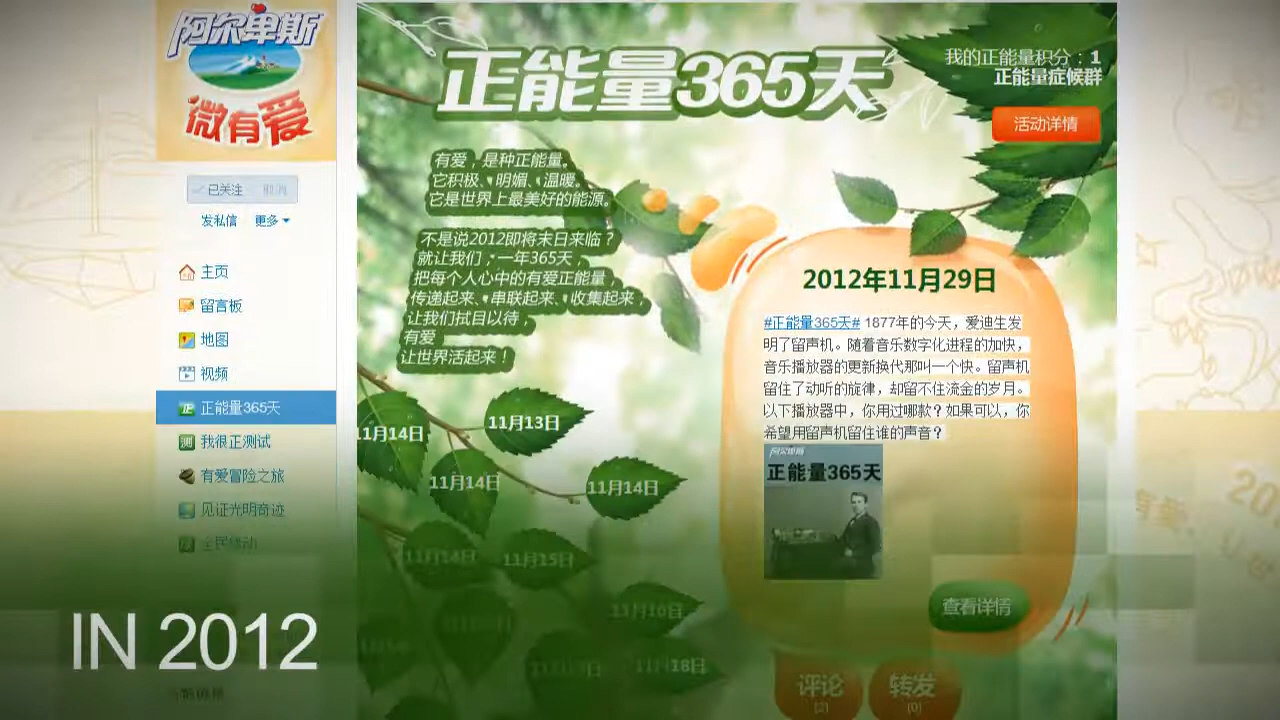 阿尔卑斯
微有爱
已关注
取消
发私信 更多
主页
留言板
地图
视频
正 正能量365天
测 我很正测试
有爱冒险之旅
见证光明奇迹
正能量365天
我的正能量积分：1
正能量症候群
活动详情
有爱，是种正能量。
它积极、明媚、温暖。
它是世界上最美好的能源。
不是说2012即将末日来临？
就让我们，一年365天，
把每个人心中的有爱正能量，
传递起来、串联起来、收集起来，
让我们拭目以待，
有爱
让世界活起来！
11月14日
11月13日
11月14日
11月14日
11月14日
11月15日
11月10日
11月18日
2012年11月29日
#正能量365天# 1877年的今天，爱迪生发
明了留声机。随着音乐数字化进程的加快，
音乐播放器的更新换代那叫一个快。留声机
留住了动听的旋律，却留不住流金的岁月。
以下播放器中，你用过哪款？如果可以，你
希望用留声机留住谁的声音？
阿尔卑斯
正能量365天
查看详情
评论
(2)
转发
(0)
IN 2012